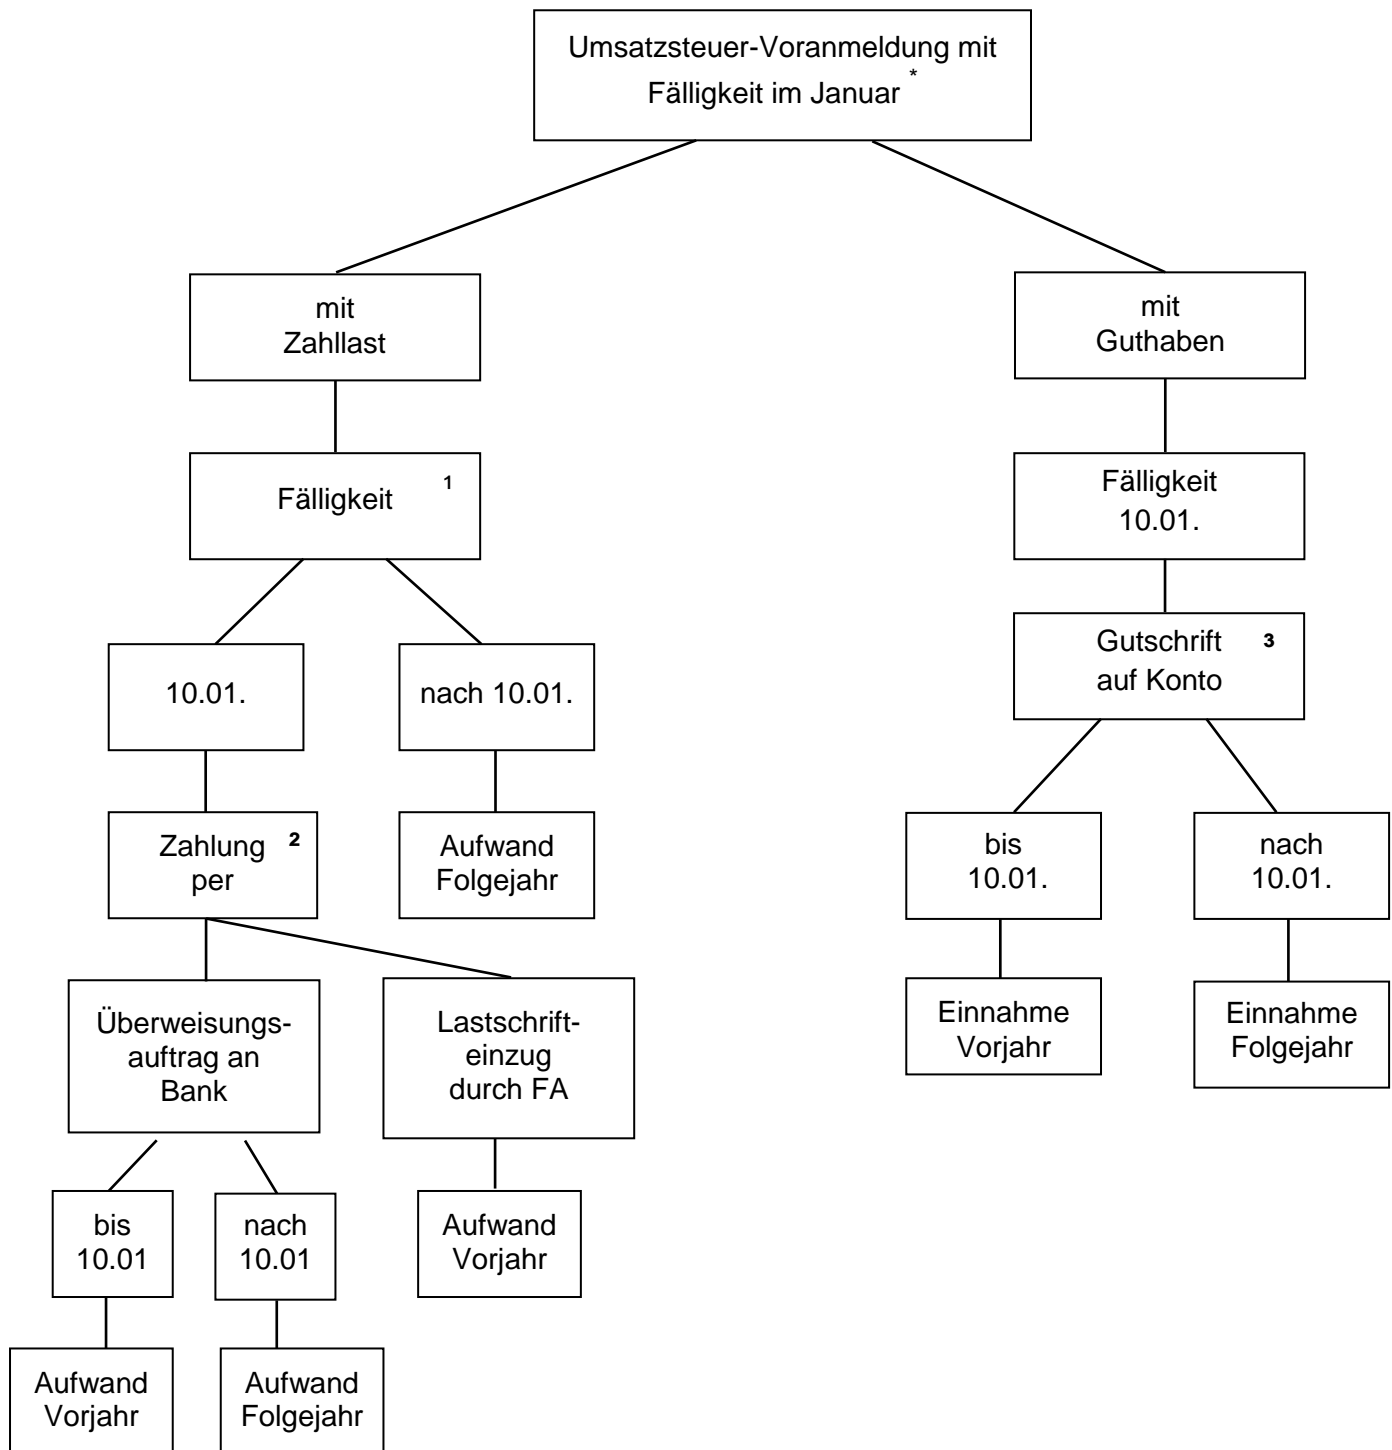 Umsatzsteuer-Voranmeldung mit
Fälligkeit im Januar *
mit
Zahllast
mit
Guthaben
Fälligkeit 1
Fälligkeit
10.01.
Gutschrift 3
auf Konto
10.01.
nach 10.01.
Zahlung 2
per
Aufwand
Folgejahr
bis
10.01.
nach
10.01.
Überweisungs-
auftrag an
Bank
Lastschrift-
einzug
durch FA
Einnahme
Vorjahr
Einnahme
Folgejahr
bis
10.01
nach
10.01
Aufwand
Vorjahr
Aufwand
Vorjahr
Aufwand
Folgejahr